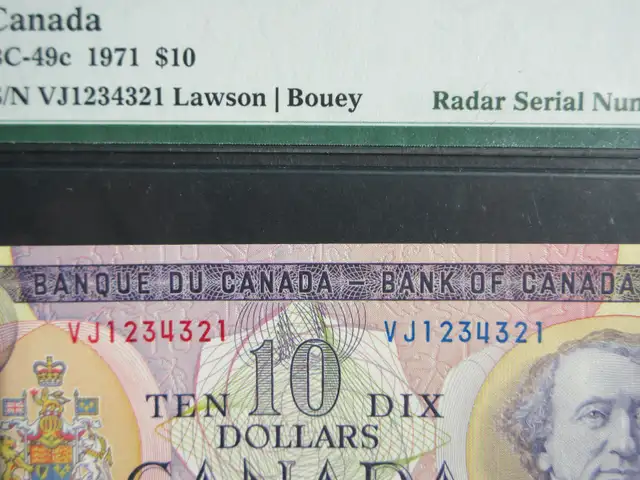 Canada
BC-49c 1971 $10
S/N VJ1234321 Lawson | Bouey
Radar Serial
BANQUE DU CANADA – BANK OF CANADA
VJ1234321 VJ1234321
10
TEN DIX
DOLLARS
CANADA